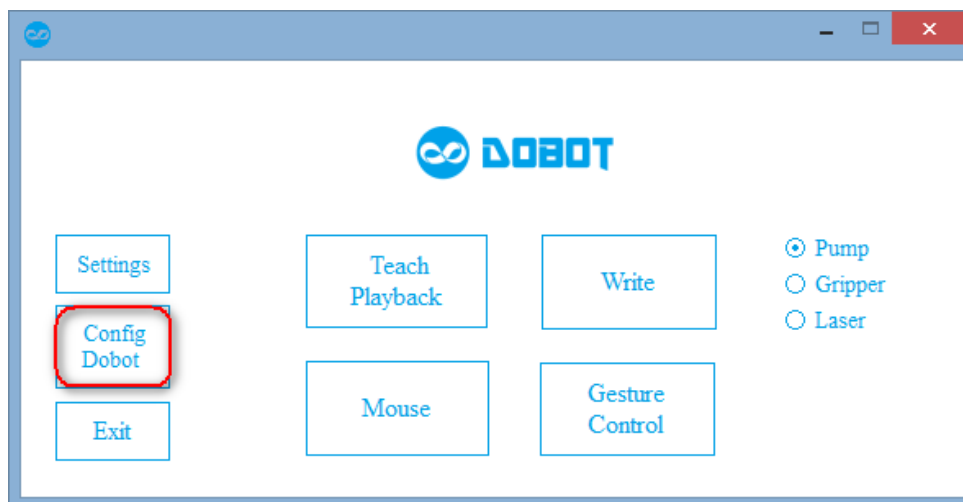 DOBOT
Settings
Teach
Playback
Write
Pump
Gripper
Laser
Config
Dobot
Mouse
Gesture
Control
Exit